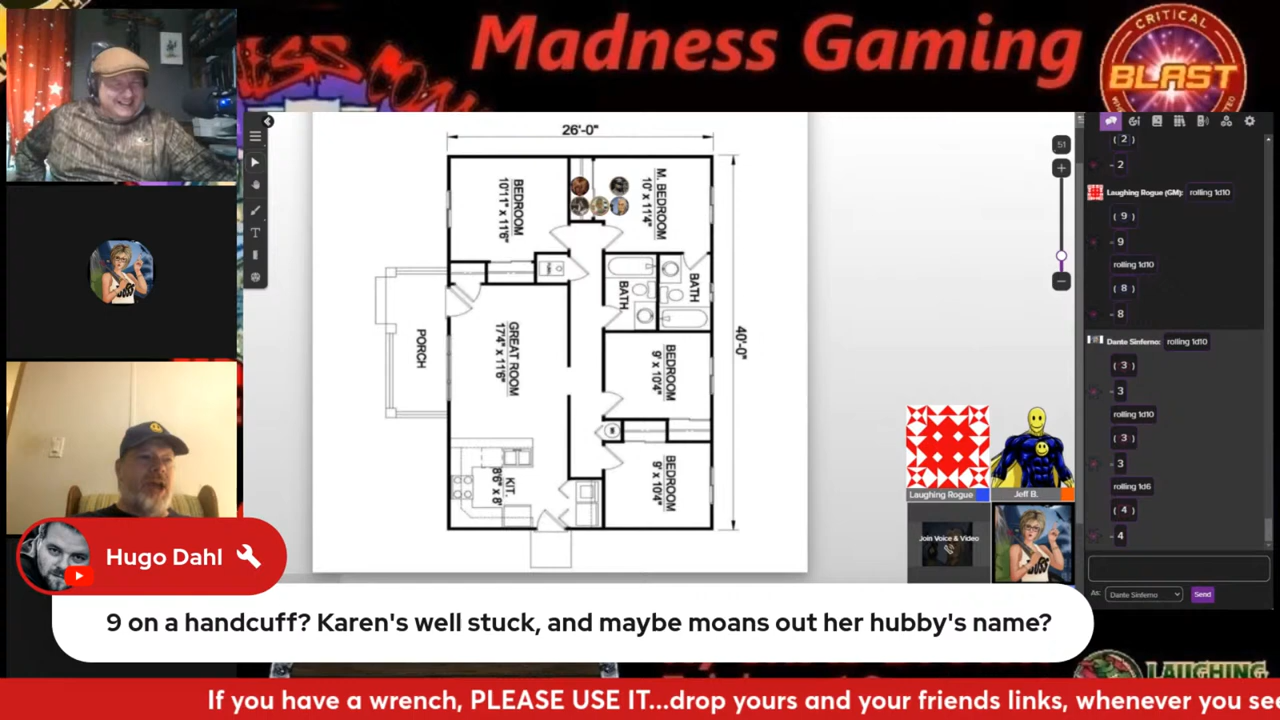 Madness Gaming
CRITICAL
BLAST
26'-0"
BEDROOM
10'11" x 11'6"
M. BEDROOM
10' x 11'4"
BATH
BATH
40'-0"
PORCH
GREAT ROOM
17'4" x 11'6"
BEDROOM
9' x 10'4"
KIT.
8'6" x 8'
BEDROOM
9' x 10'4"
51
( 2 )
= 2
Laughing Rogue (GM): rolling 1d10
( 9 )
= 9
rolling 1d10
( 8 )
= 8
Dante Sinferno: rolling 1d10
( 3 )
= 3
rolling 1d10
( 3 )
= 3
rolling 1d6
( 4 )
= 4
Laughing Rogue
Jeff B.
Join Voice & Video
As: Dante Sinferno Send
Hugo Dahl
9 on a handcuff? Karen's well stuck, and maybe moans out her hubby's name?
LAUGHING
If you have a wrench, PLEASE USE IT...drop yours and your friends links, whenever you see